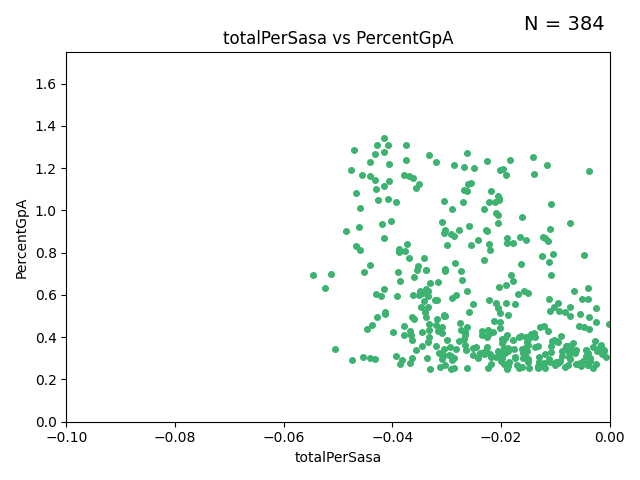 N = 384
totalPerSasa vs PercentGpA
PercentGpA
1.6
1.4
1.2
1.0
0.8
0.6
0.4
0.2
0.0
−0.10 −0.08 −0.06 −0.04 −0.02 0.00
totalPerSasa